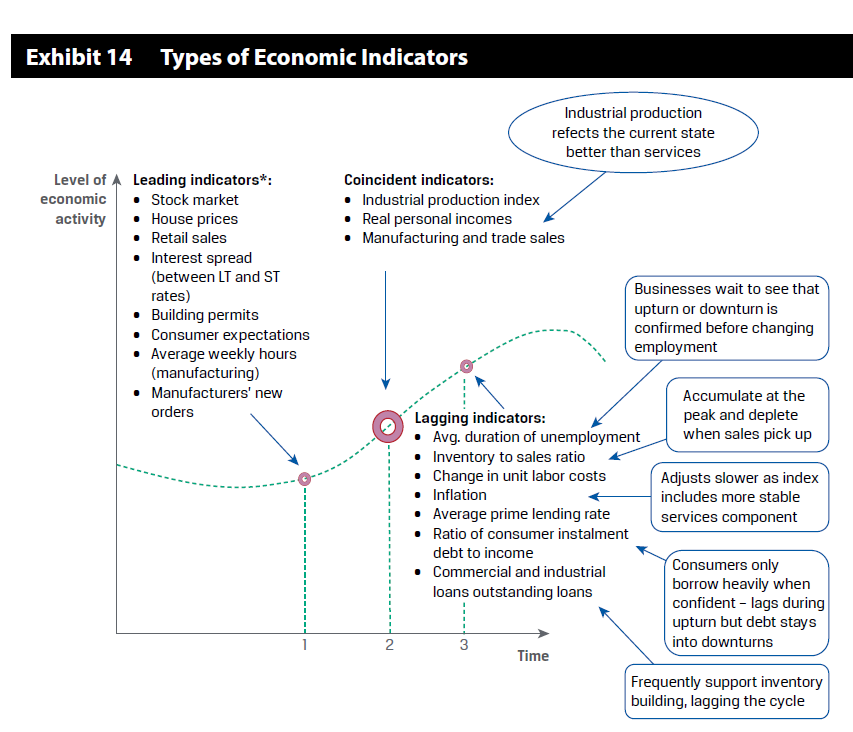 Exhibit 14 Types of Economic Indicators
Industrial production
refects the current state
better than services
Level of
economic
activity
Leading indicators*:
• Stock market
• House prices
• Retail sales
• Interest spread
(between LT and ST
rates)
• Building permits
• Consumer expectations
• Average weekly hours
(manufacturing)
• Manufacturers' new
orders
Coincident indicators:
• Industrial production index
• Real personal incomes
• Manufacturing and trade sales
Businesses wait to see that
upturn or downturn is
confirmed before changing
employment
Lagging indicators:
• Avg. duration of unemployment
• Inventory to sales ratio
• Change in unit labor costs
• Inflation
• Average prime lending rate
• Ratio of consumer instalment
debt to income
• Commercial and industrial
loans outstanding loans
Accumulate at the
peak and deplete
when sales pick up
Adjusts slower as index
includes more stable
services component
Consumers only
borrow heavily when
confident – lags during
upturn but debt stays
into downturns
Frequently support inventory
building, lagging the cycle
1
2
3
Time